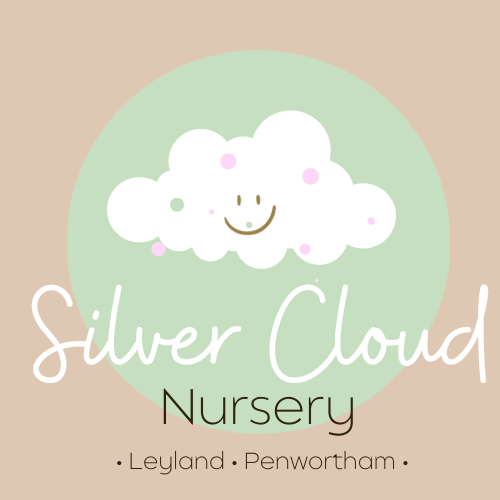 Silver Cloud
Nursery
• Leyland • Penwortham •